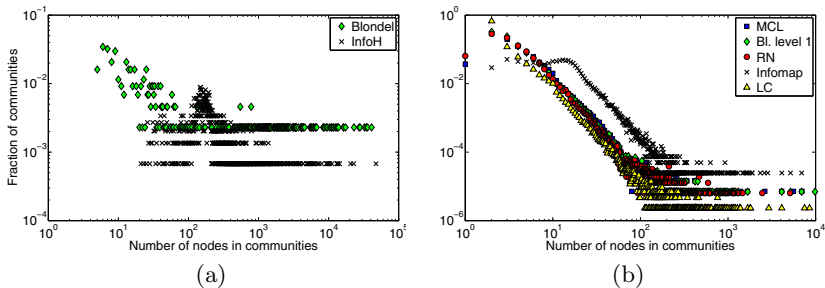 10^{-1}
10^{-2}
10^{-3}
10^{-4}
Fraction of communities
10^0 10^1 10^2 10^3 10^4 10^5
Number of nodes in communities
Blondel
InfoH
(a)
10^0
10^{-2}
10^{-4}
10^{-6}
10^0 10^1 10^2 10^3 10^4
Number of nodes in communities
MCL
Bl. level 1
RN
Infomap
LC
(b)